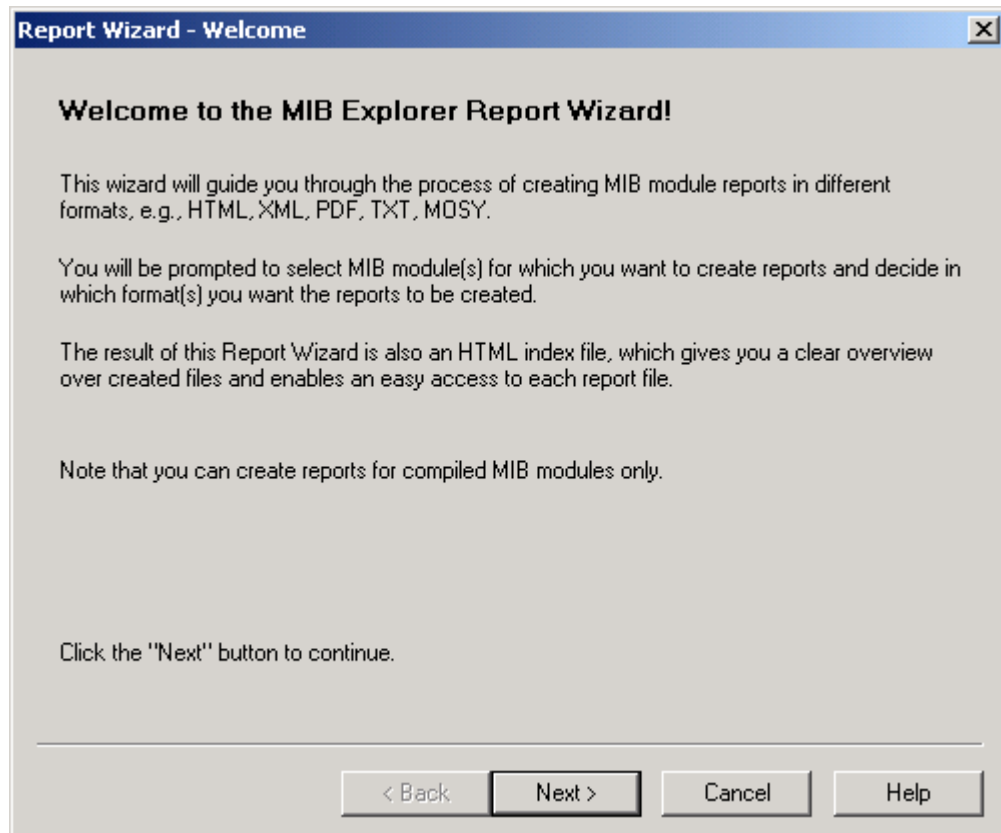 Report Wizard - Welcome
Welcome to the MIB Explorer Report Wizard!
This wizard will guide you through the process of creating MIB module reports in different
formats, e.g., HTML, XML, PDF, TXT, MOSY.
You will be prompted to select MIB module(s) for which you want to create reports and decide in
which format(s) you want the reports to be created.
The result of this Report Wizard is also an HTML index file, which gives you a clear overview
over created files and enables an easy access to each report file.
Note that you can create reports for compiled MIB modules only.
Click the "Next" button to continue.
< Back Next > Cancel Help